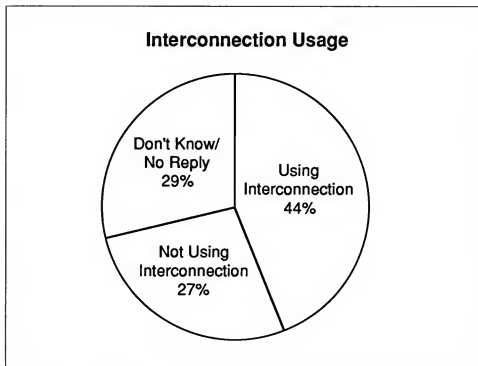 Interconnection Usage
Don't Know/
No Reply
29%
Using
Interconnection
44%
Not Using
Interconnection
27%